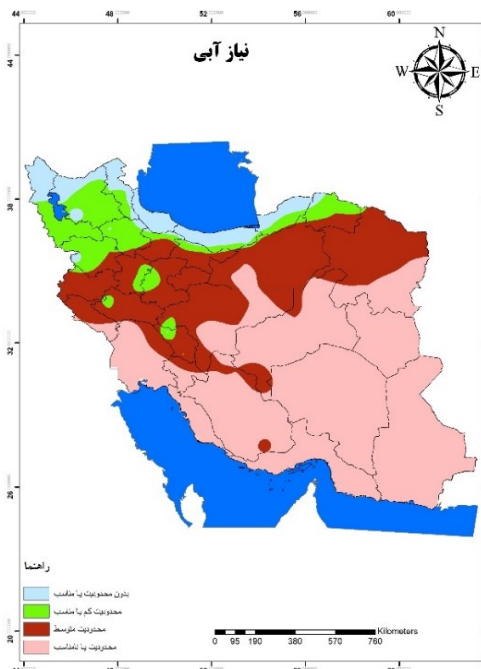 48 52 56 60
نیاز آبی
N
W E
S
44
38
32
26
20
راهنما
بدون محدودیت یا مناسب
محدودیت کم یا مناسب
محدودیت متوسط
محدودیت یا نامناسب
Kilometers
0 95 190 380 570 760